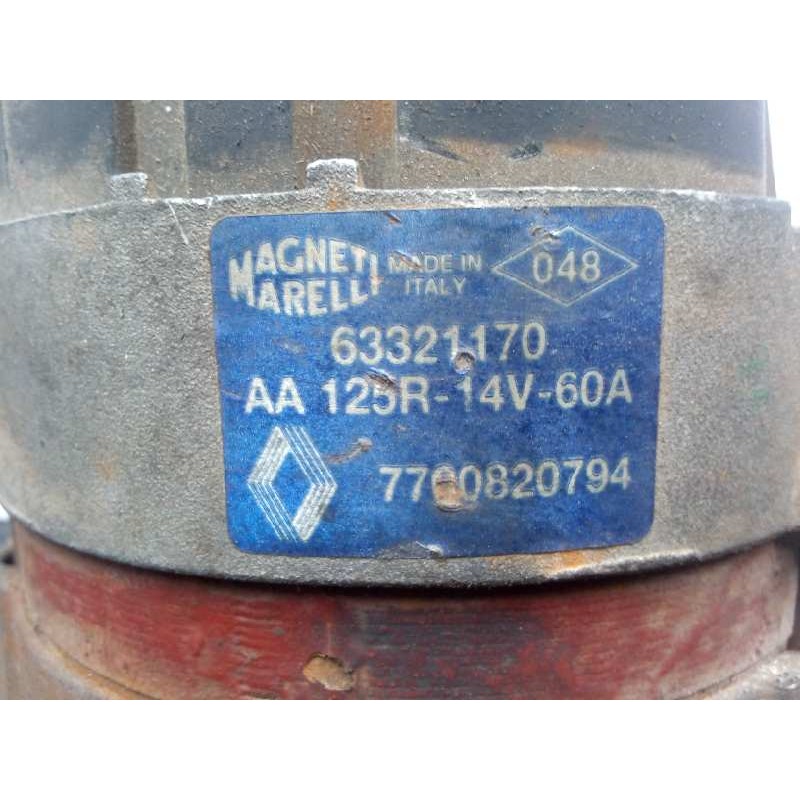 MAGNETI MARELLI
MADE IN ITALY
048
63321170
AA 125R-14V-60A
7700820794